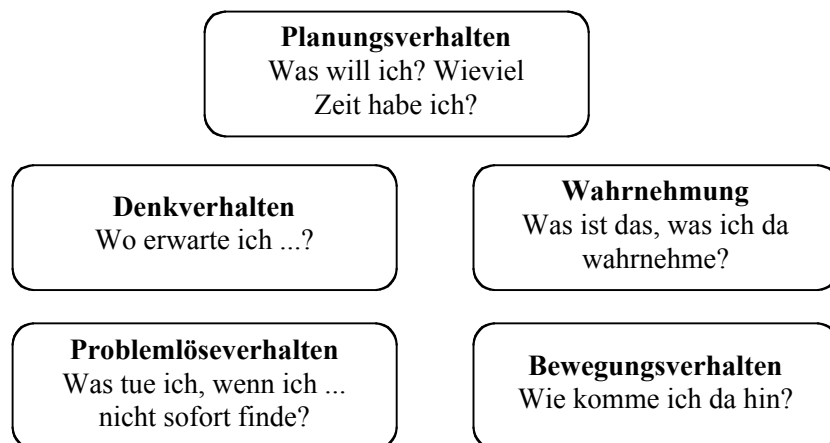 Planungsverhalten
Was will ich? Wieviel
Zeit habe ich?
Denkverhalten
Wo erwarte ich ...?
Wahrnehmung
Was ist das, was ich da
wahrnehme?
Problemlöseverhalten
Was tue ich, wenn ich ...
nicht sofort finde?
Bewegungsverhalten
Wie komme ich da hin?